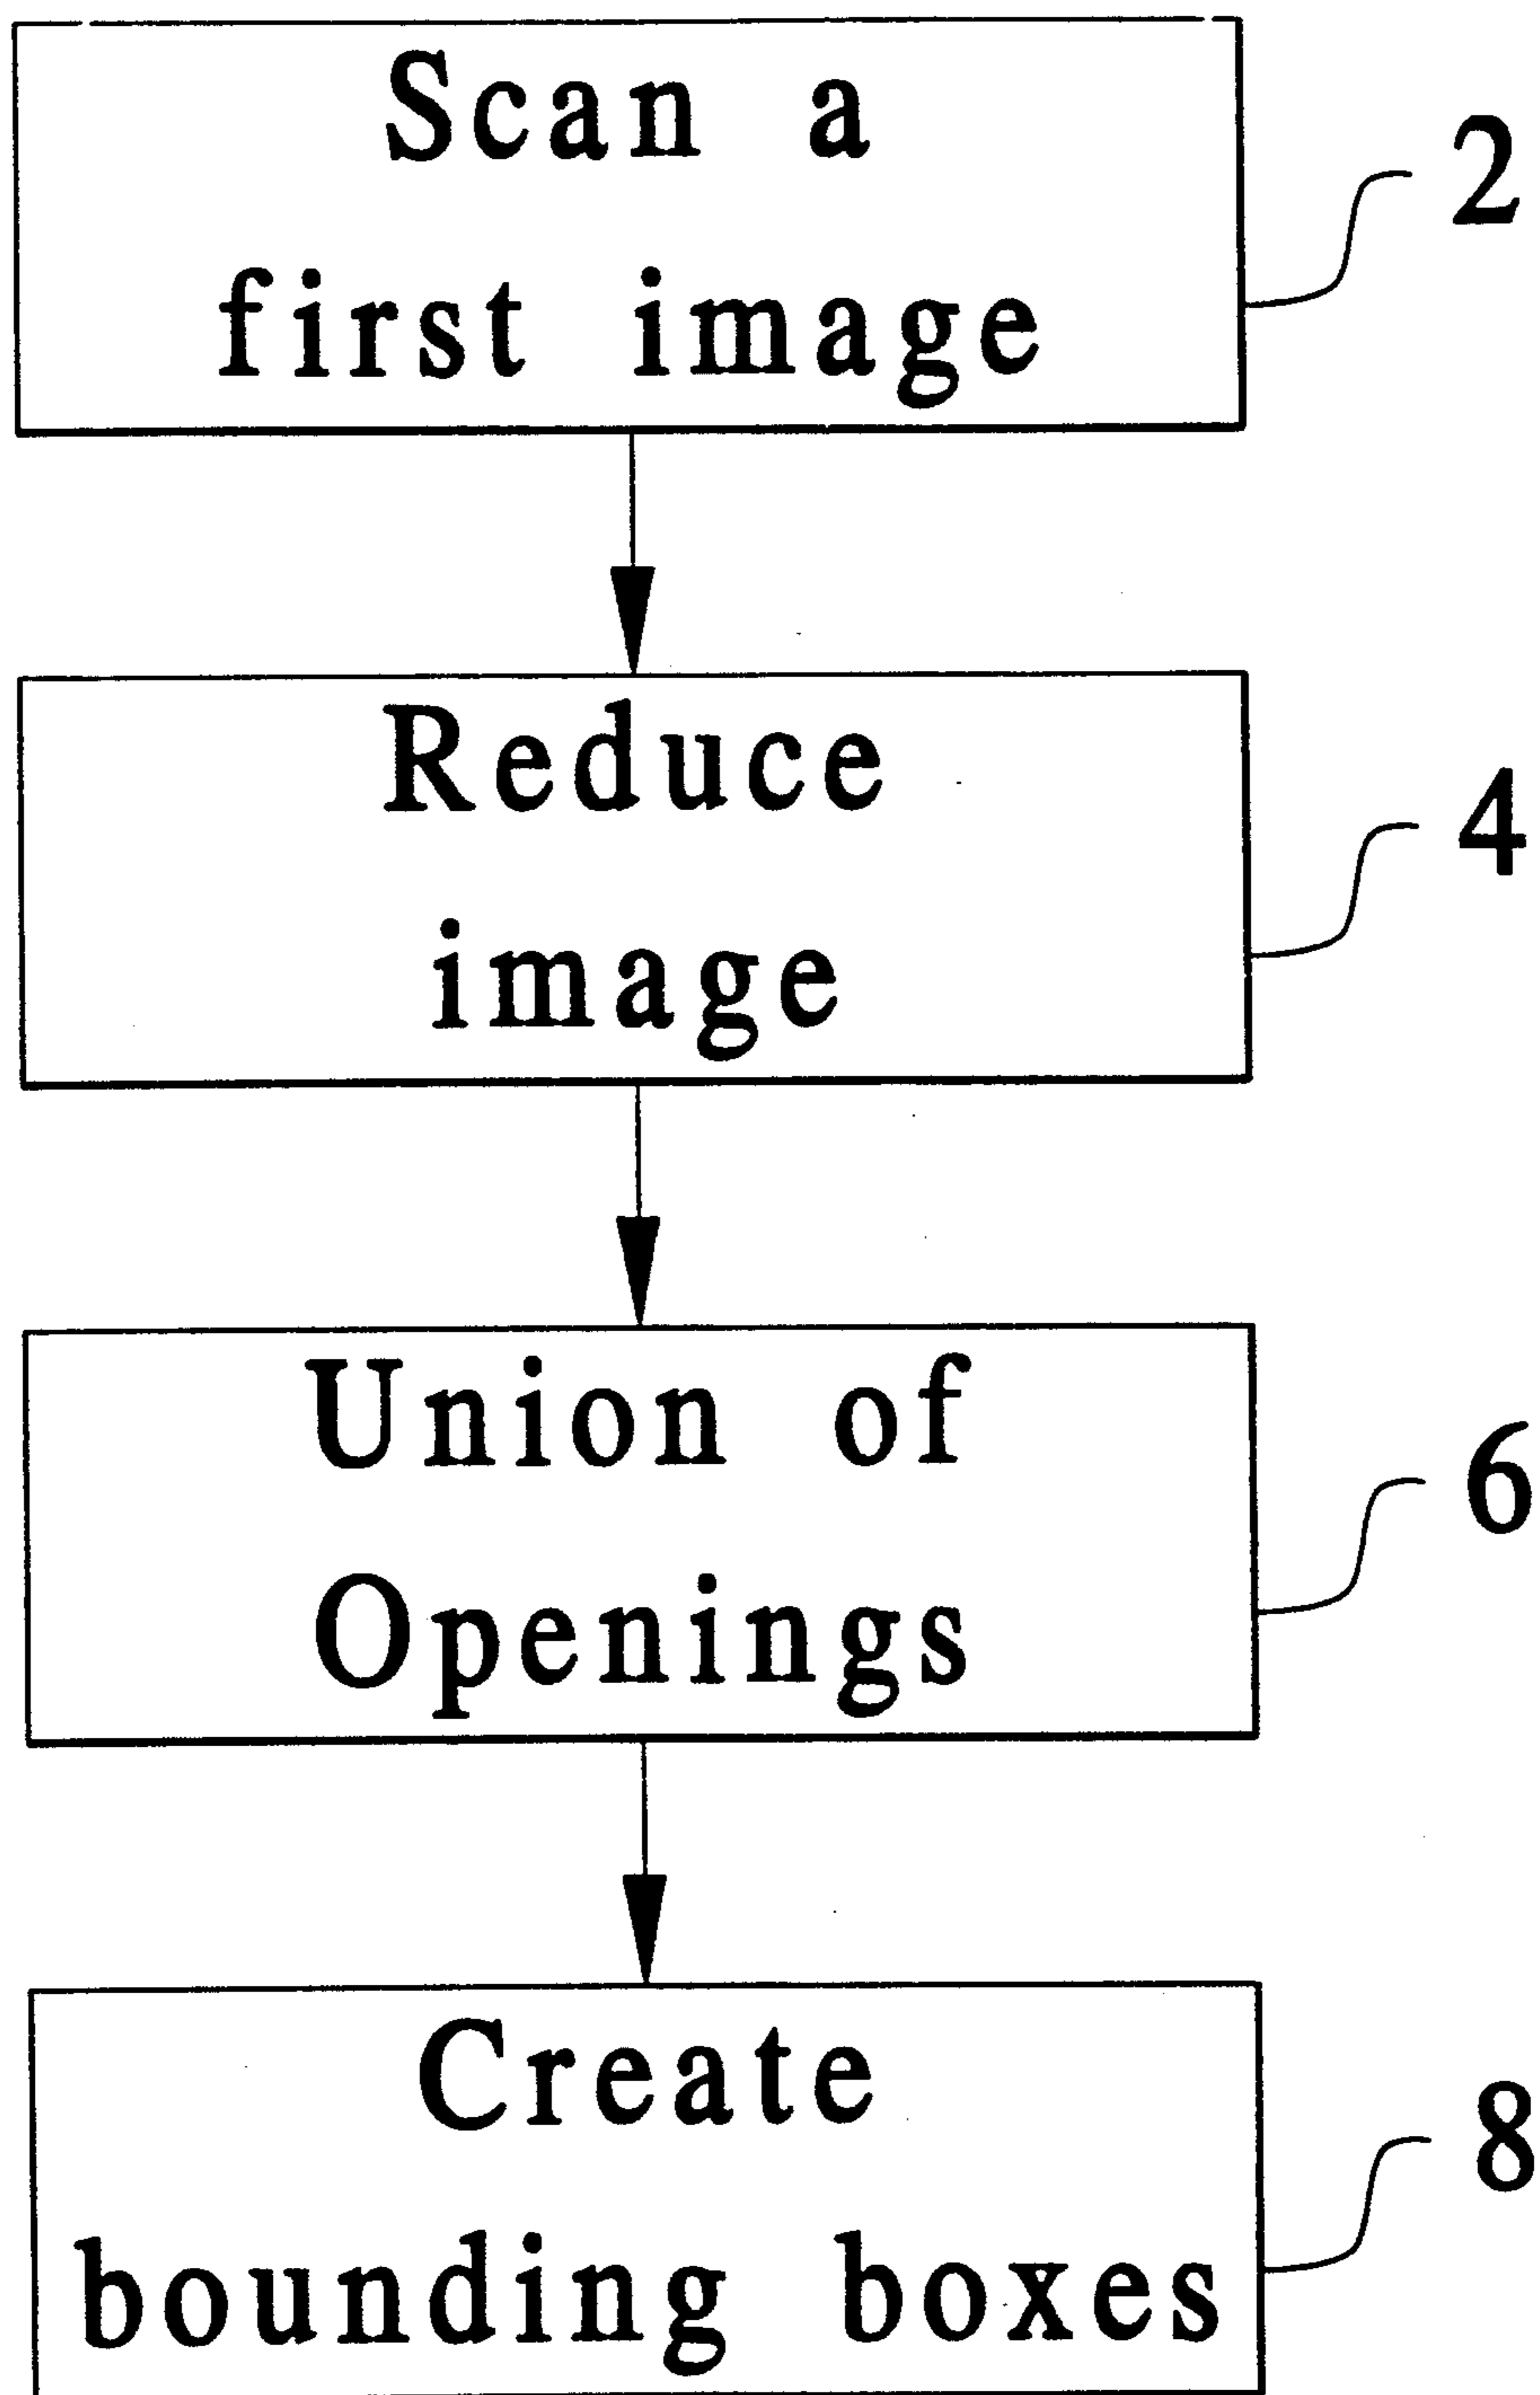 Scan a
first image
2
Reduce
image
4
Union of
Openings
6
Create
bounding boxes
8